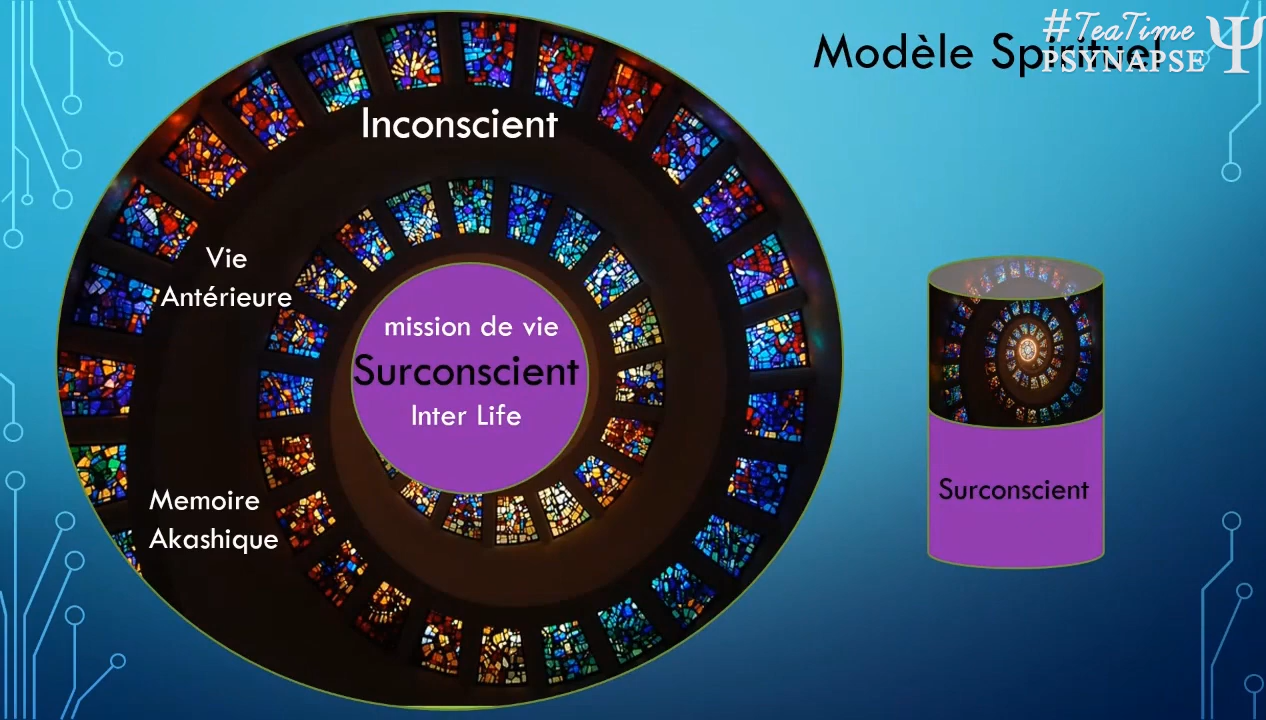 Modèle Spirituel
#TeaTime
PSYNAPSE Ψ
Inconscient
Vie
Antérieure
mission de vie
Surconscient
Inter Life
Memoire
Akashique
Surconscient